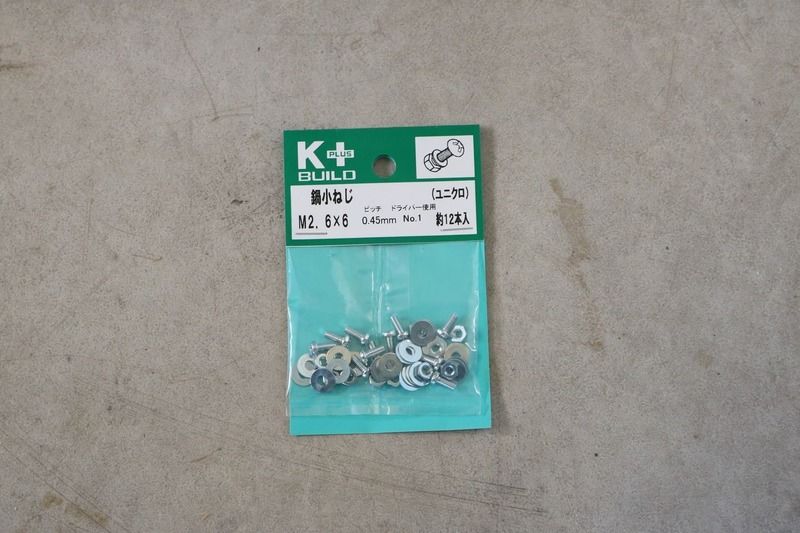 K+
PLUS
BUILD
鍋小ねじ (ユニクロ)
ピッチ ドライバー使用
M2.6×6 0.45mm No.1 約12本入